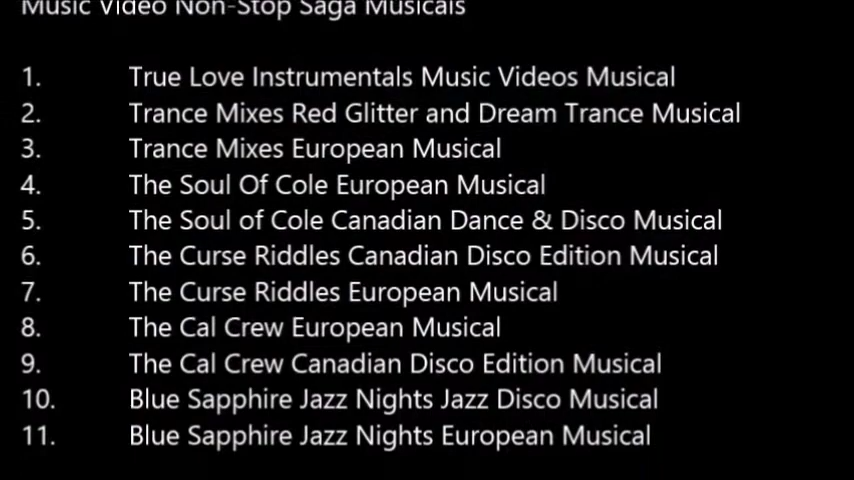 Music Video Non-Stop Saga Musicals
1. True Love Instrumentals Music Videos Musical
2. Trance Mixes Red Glitter and Dream Trance Musical
3. Trance Mixes European Musical
4. The Soul Of Cole European Musical
5. The Soul of Cole Canadian Dance & Disco Musical
6. The Curse Riddles Canadian Disco Edition Musical
7. The Curse Riddles European Musical
8. The Cal Crew European Musical
9. The Cal Crew Canadian Disco Edition Musical
10. Blue Sapphire Jazz Nights Jazz Disco Musical
11. Blue Sapphire Jazz Nights European Musical